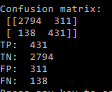 Confusion matrix:
[[2794  311]
[ 138  431]]
TP:  431
TN:  2794
FP:  311
FN:  138